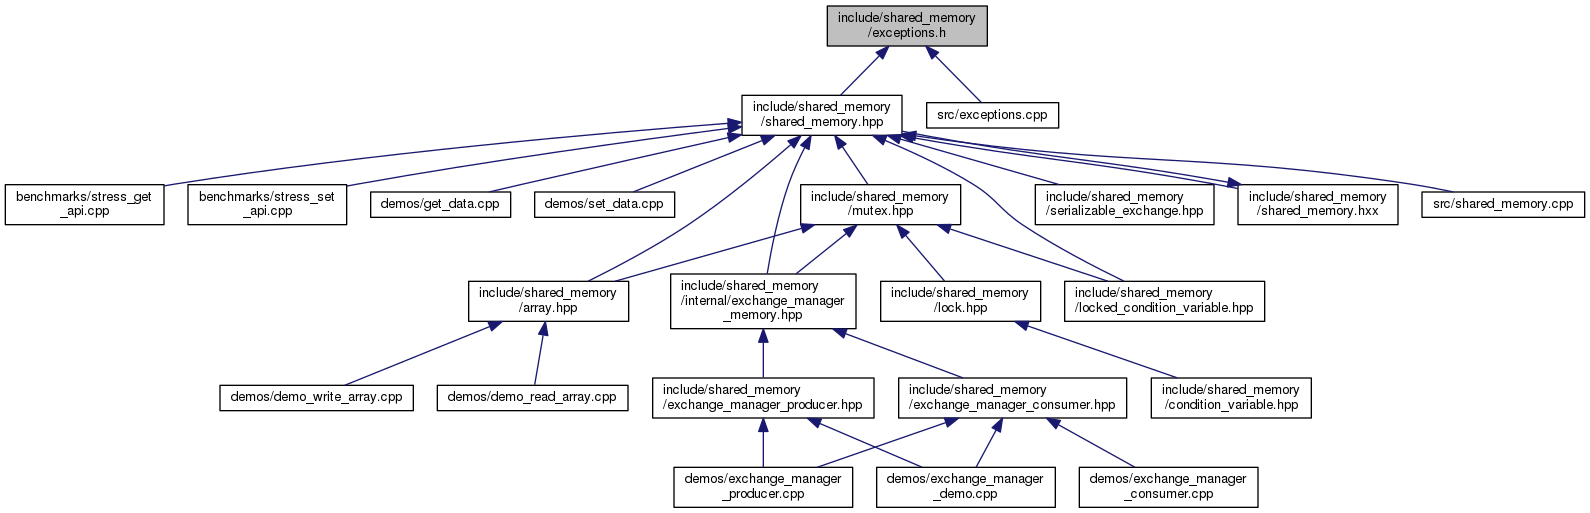 include/shared_memory
/exceptions.h
include/shared_memory
/shared_memory.hpp
src/exceptions.cpp
benchmarks/stress_get
_api.cpp
benchmarks/stress_set
_api.cpp
demos/get_data.cpp
demos/set_data.cpp
include/shared_memory
/mutex.hpp
include/shared_memory
/serializable_exchange.hpp
include/shared_memory
/shared_memory.hxx
src/shared_memory.cpp
include/shared_memory
/array.hpp
include/shared_memory
/internal/exchange_manager
_memory.hpp
include/shared_memory
/lock.hpp
include/shared_memory
/locked_condition_variable.hpp
demos/demo_write_array.cpp
demos/demo_read_array.cpp
include/shared_memory
/exchange_manager_producer.hpp
include/shared_memory
/exchange_manager_consumer.hpp
include/shared_memory
/condition_variable.hpp
demos/exchange_manager
_producer.cpp
demos/exchange_manager
_demo.cpp
demos/exchange_manager
_consumer.cpp